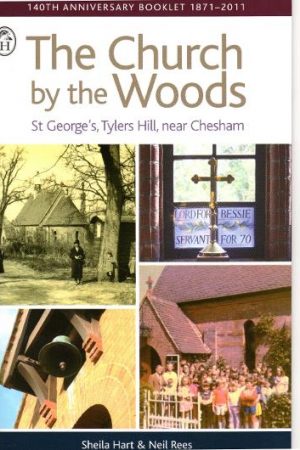 140TH ANNIVERSARY BOOKLET 1871–2011
H
The Church
by the Woods
St George's, Tylers Hill, near Chesham
LORD FOR BESSIE
SERVANT FOR 70
Sheila Hart & Neil Rees